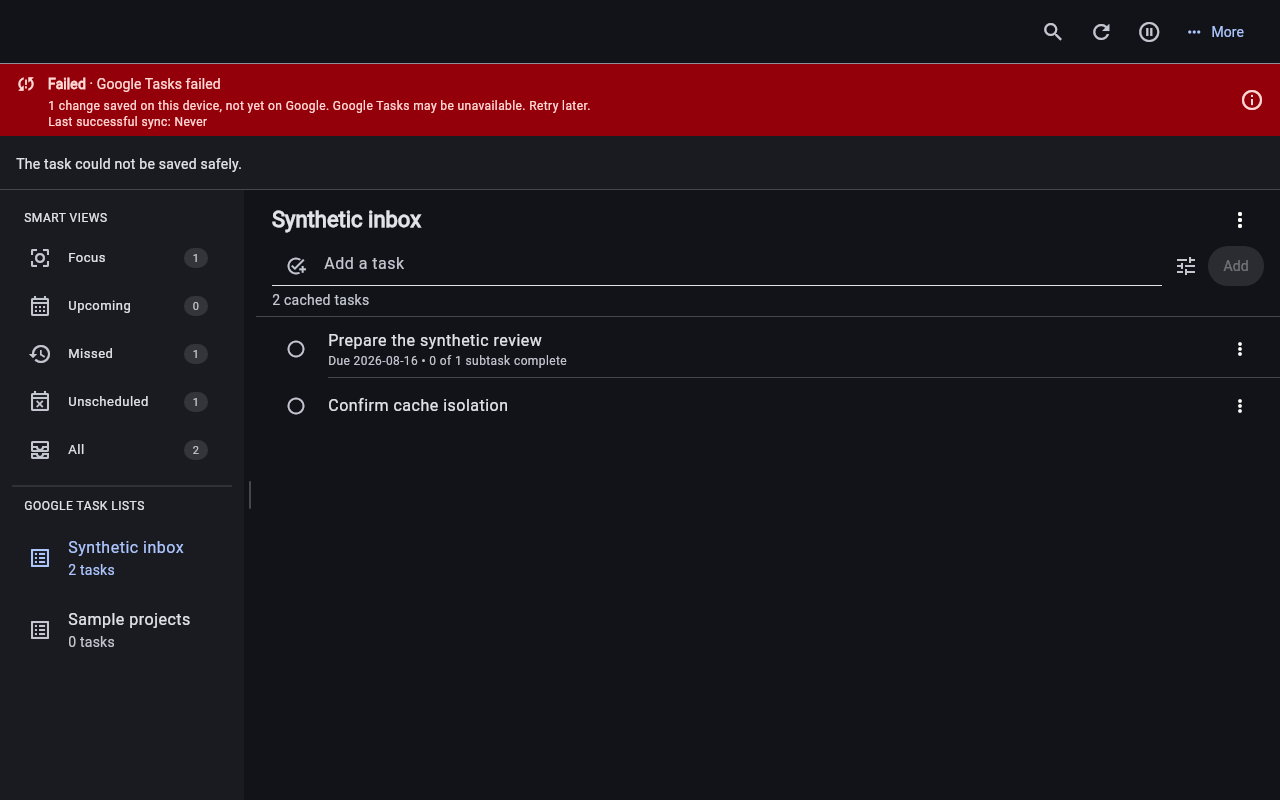 More
Failed · Google Tasks failed
1 change saved on this device, not yet on Google. Google Tasks may be unavailable. Retry later.
Last successful sync: Never
The task could not be saved safely.
SMART VIEWS
Focus 1
Upcoming 0
Missed 1
Unscheduled 1
All 2
GOOGLE TASK LISTS
Synthetic inbox
2 tasks
Sample projects
0 tasks
Synthetic inbox
Add a task
Add
2 cached tasks
Prepare the synthetic review
Due 2026-08-16 • 0 of 1 subtask complete
Confirm cache isolation